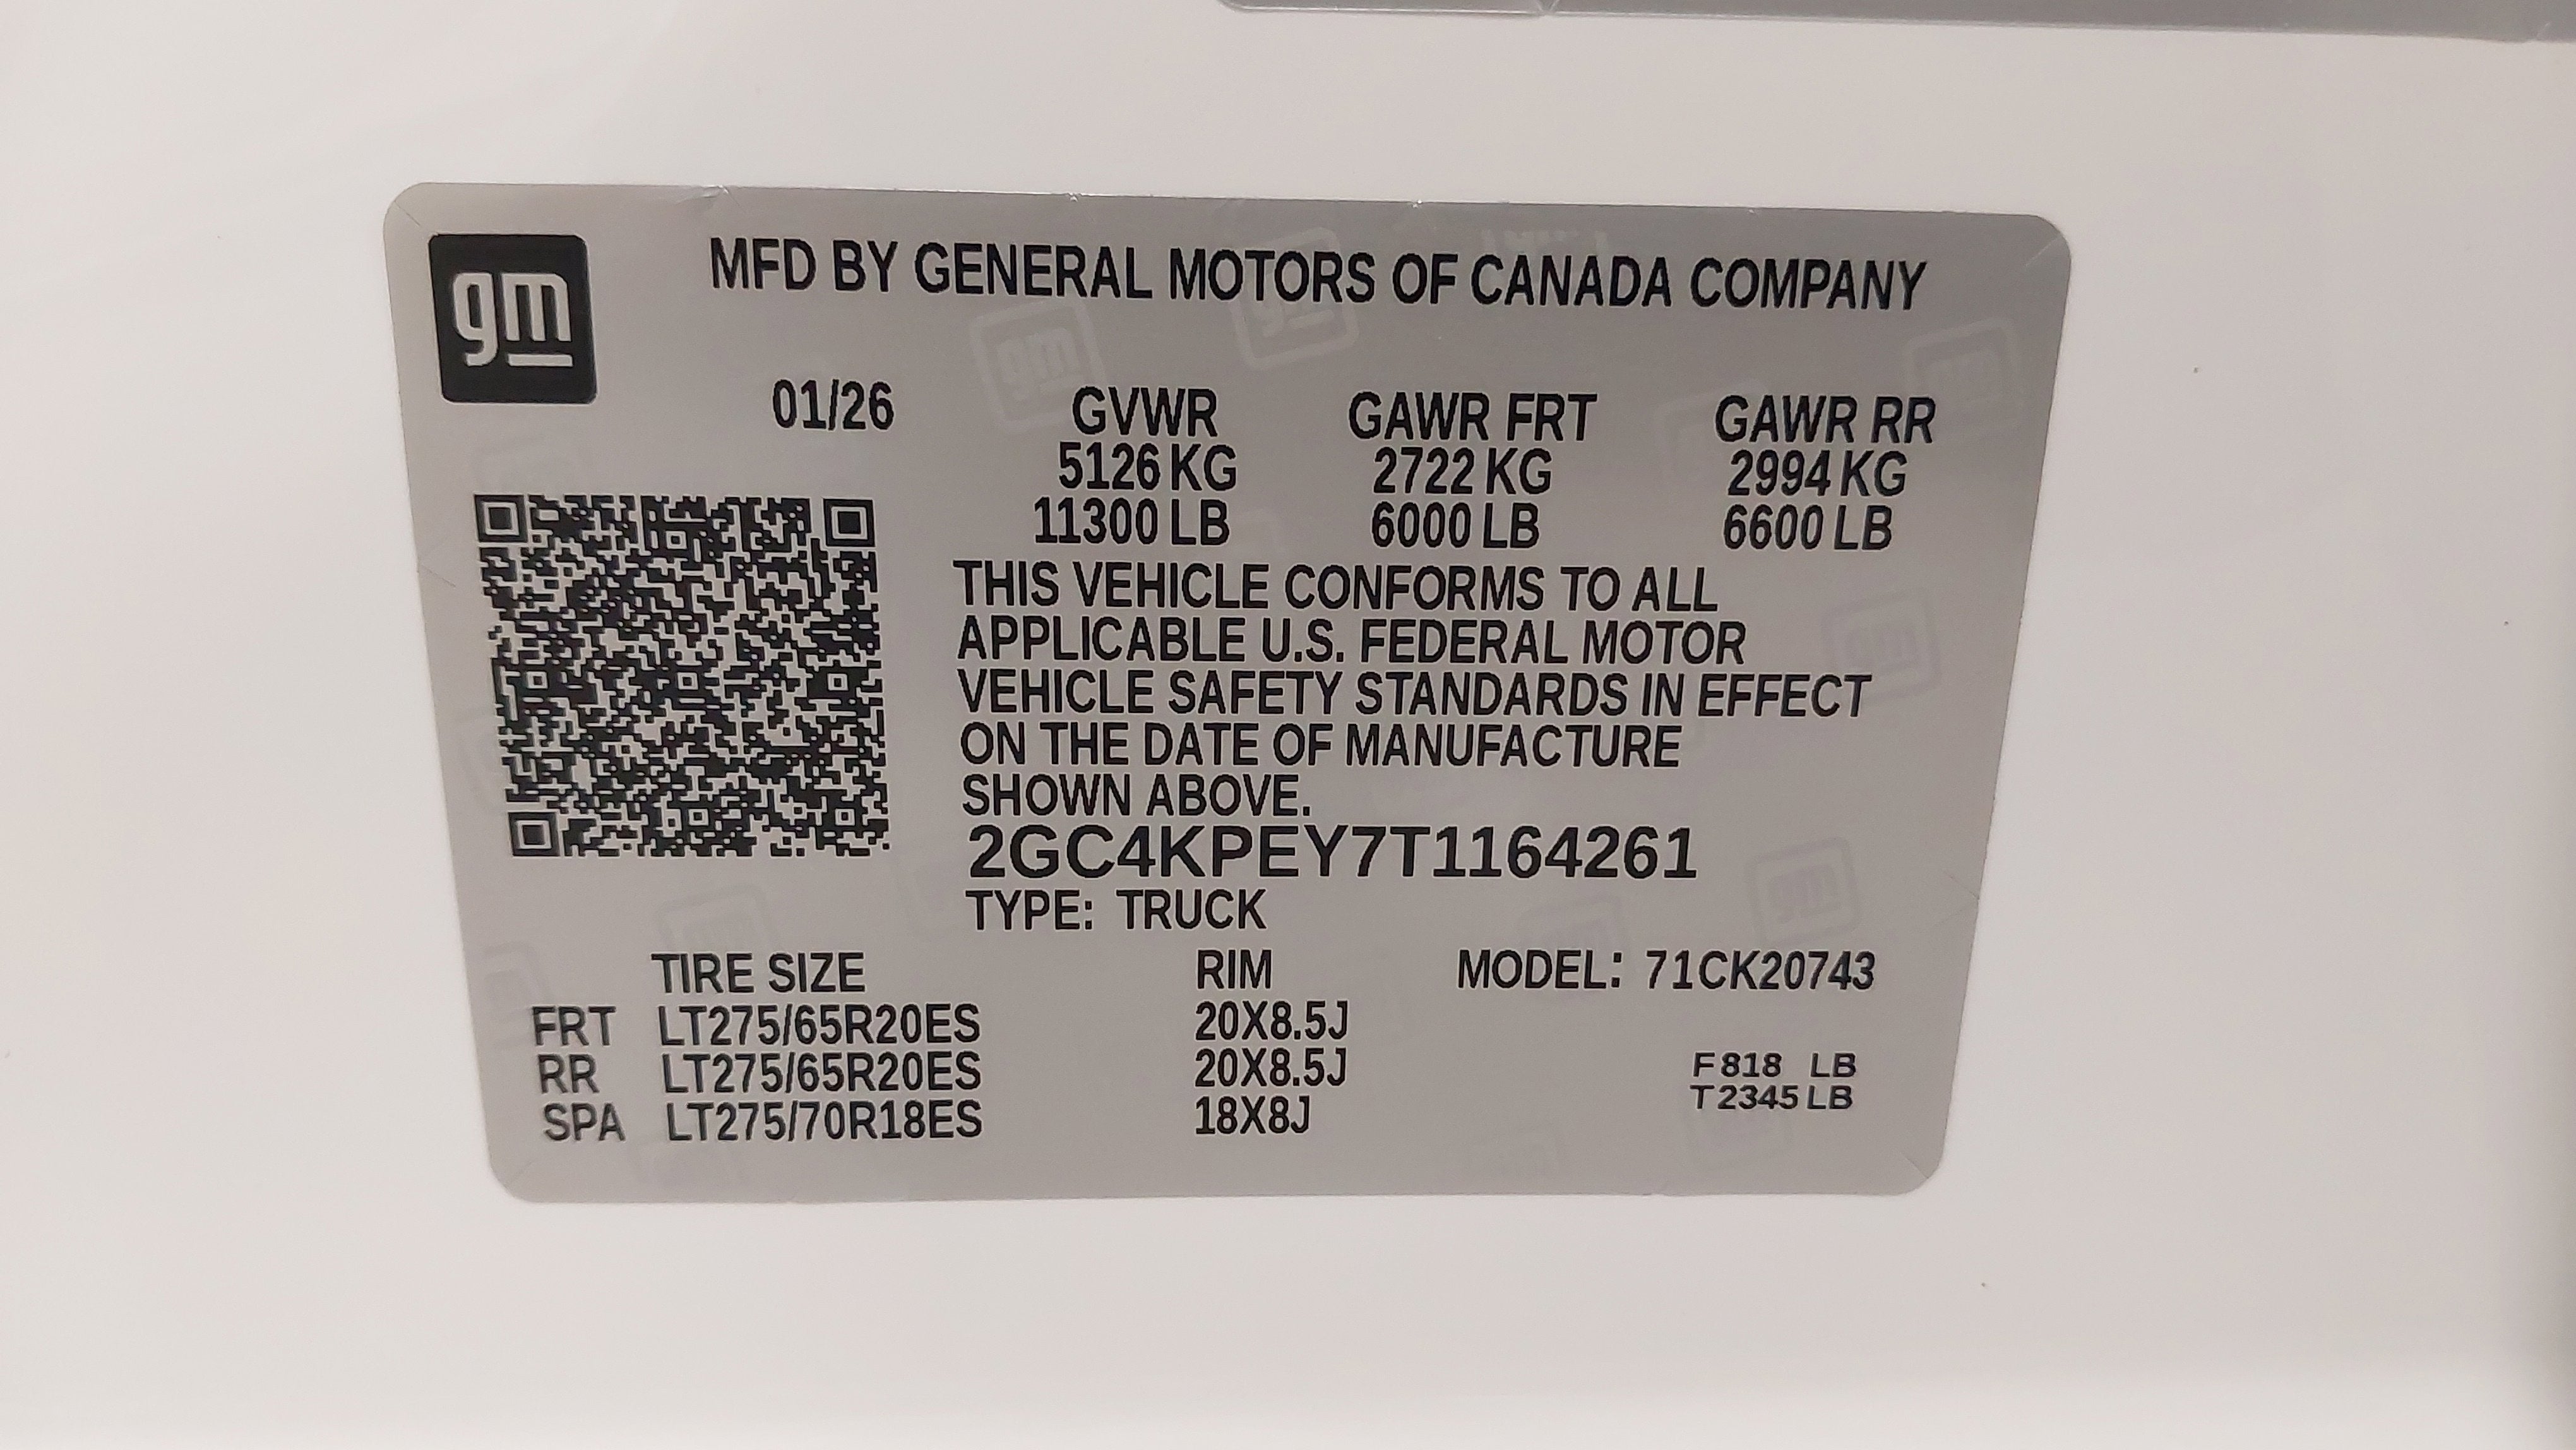 gm
MFD BY GENERAL MOTORS OF CANADA COMPANY
01/26 GVWR GAWR FRT GAWR RR
5126 KG 2722 KG 2994 KG
11300 LB 6000 LB 6600 LB
THIS VEHICLE CONFORMS TO ALL
APPLICABLE U.S. FEDERAL MOTOR
VEHICLE SAFETY STANDARDS IN EFFECT
ON THE DATE OF MANUFACTURE
SHOWN ABOVE.
2GC4KPEY7T1164261
TYPE: TRUCK
TIRE SIZE RIM MODEL: 71CK20743
FRT LT275/65R20ES 20X8.5J
RR LT275/65R20ES 20X8.5J F 818 LB
SPA LT275/70R18ES 18X8J T 2345 LB